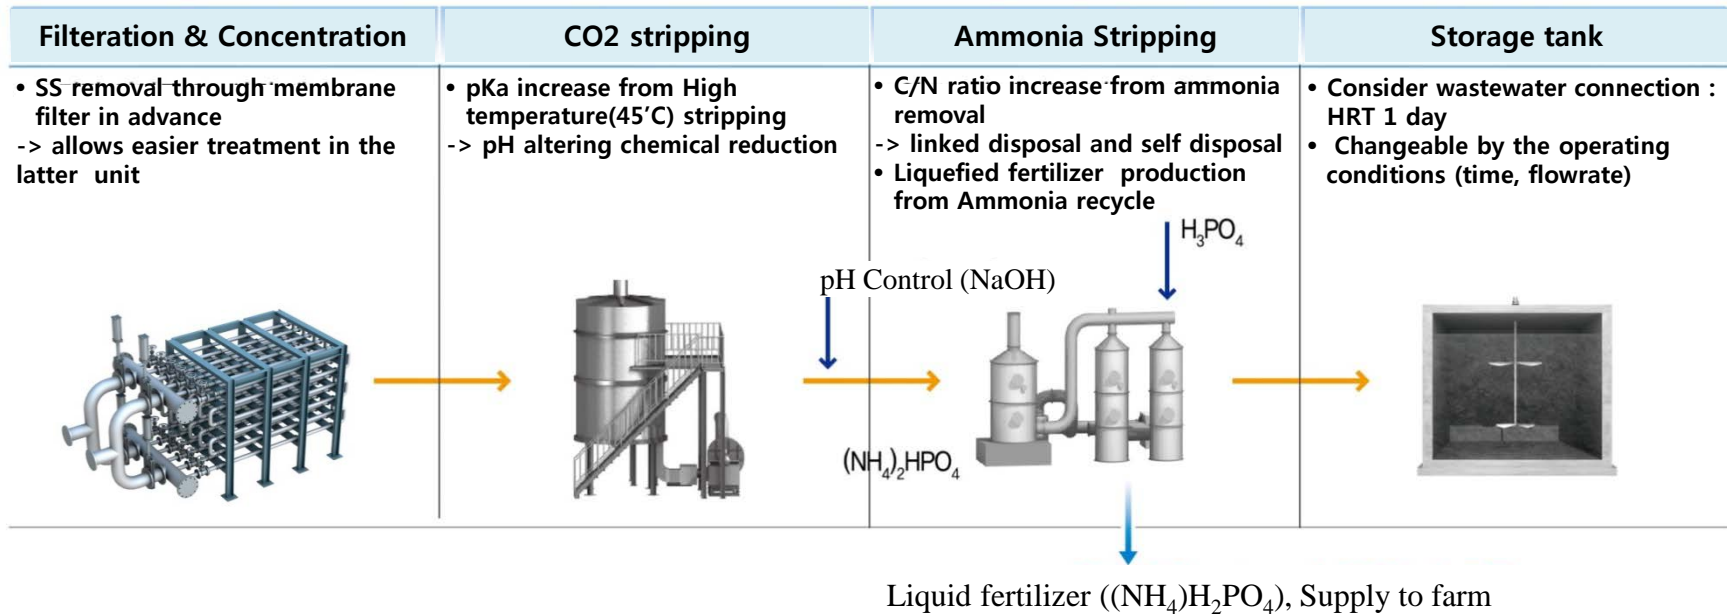 Filteration & Concentration
• SS removal through membrane
filter in advance
-> allows easier treatment in the
latter unit
CO2 stripping
• pKa increase from High
temperature(45'C) stripping
-> pH altering chemical reduction
Ammonia Stripping
• C/N ratio increase from ammonia
removal
-> linked disposal and self disposal
• Liquefied fertilizer production
from Ammonia recycle
Storage tank
• Consider wastewater connection :
HRT 1 day
• Changeable by the operating
conditions (time, flowrate)
H₃PO₄
pH Control (NaOH)
(NH₄)₂HPO₄
Liquid fertilizer ((NH₄)H₂PO₄), Supply to farm